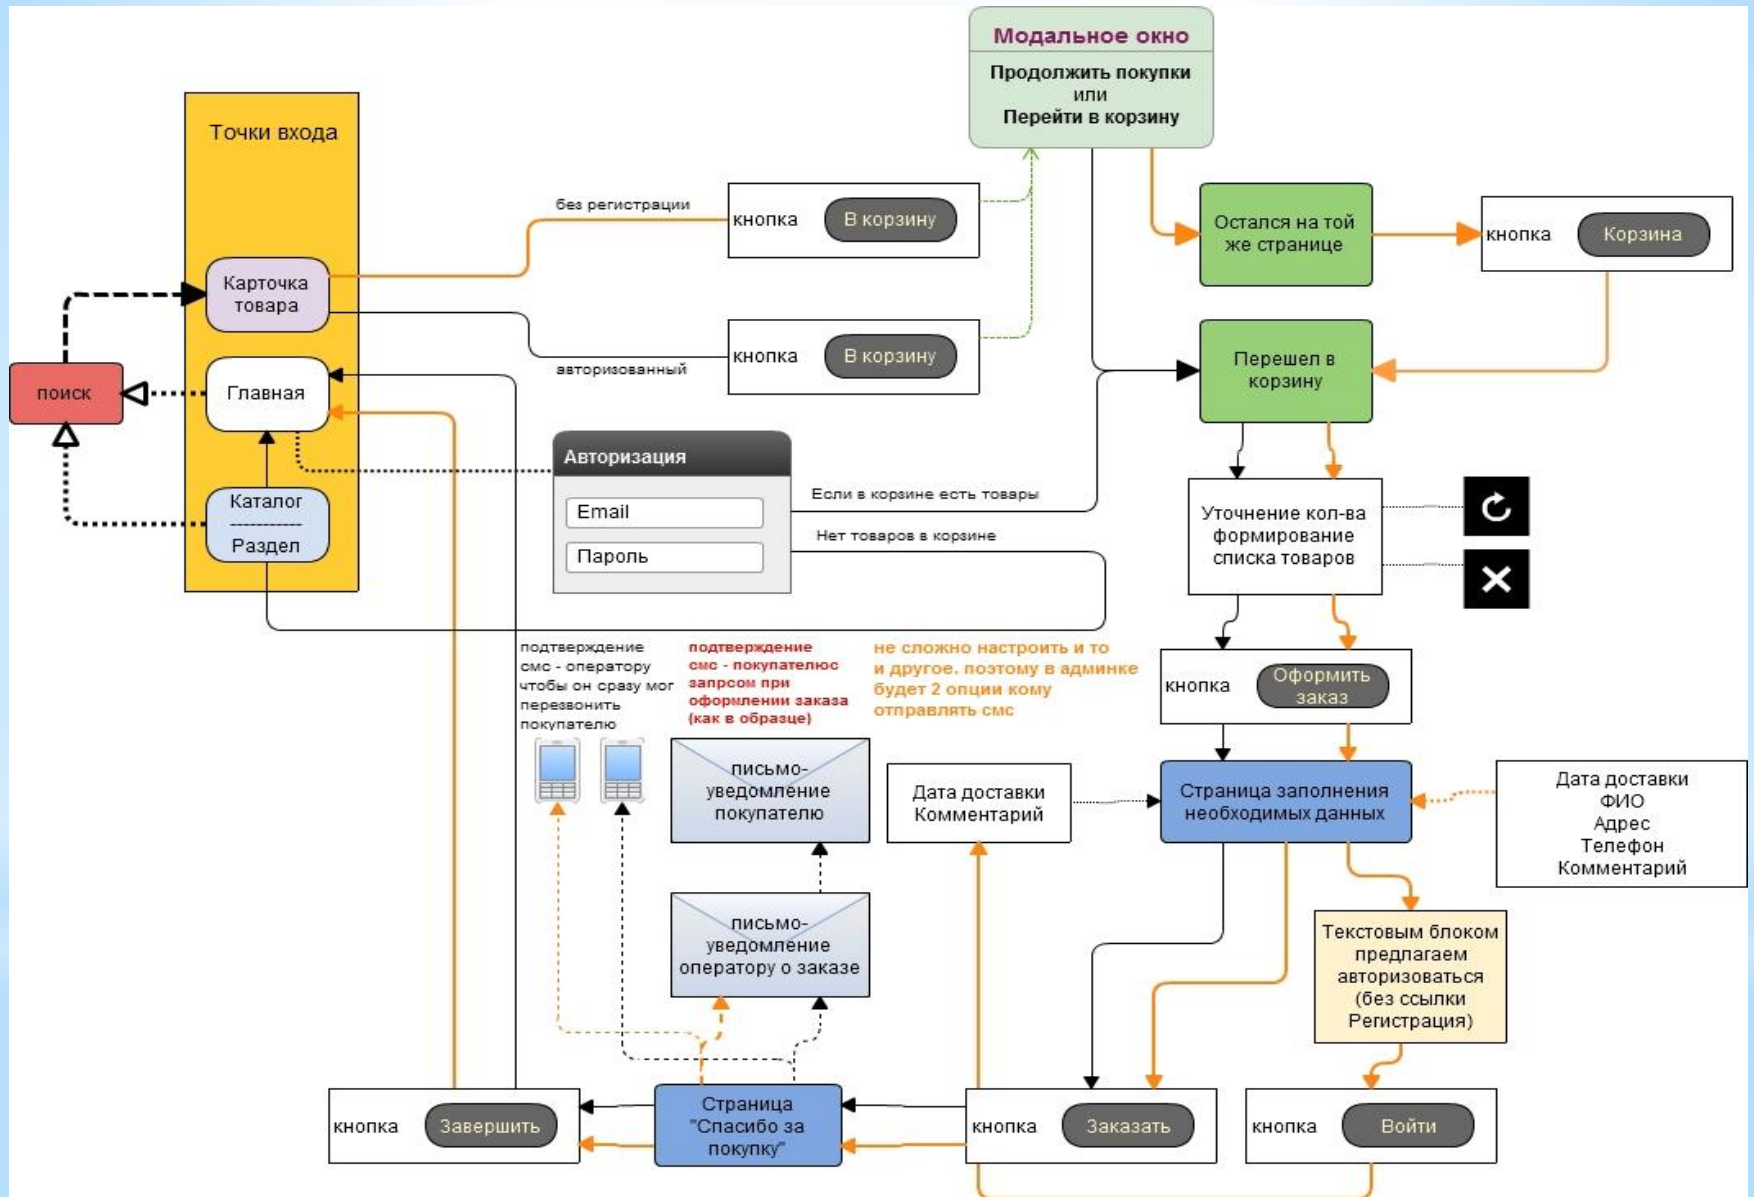 Модальное окно
Продолжить покупки
или
Перейти в корзину
Точки входа
без регистрации
кнопка
В корзину
Остался на той
же странице
кнопка
Корзина
Карточка
товара
кнопка
В корзину
авторизованный
Перешел в
корзину
поиск
Главная
Авторизация
Email
Пароль
Если в корзине есть товары
Нет товаров в корзине
Каталог
-----------
Раздел
Уточнение кол-ва
формирование
списка товаров
подтверждение
смс - оператору
чтобы он сразу мог
перезвонить
покупателю
подтверждение
смс - покупателюс
запрсом при
оформлении заказа
(как в образце)
не сложно настроить и то
и другое. поэтому в админке
будет 2 опции кому
отправлять смс
кнопка
Оформить
заказ
письмо-
уведомление
покупателю
Дата доставки
Комментарий
Страница заполнения
необходимых данных
Дата доставки
ФИО
Адрес
Телефон
Комментарий
письмо-
уведомление
оператору о заказе
Текстовым блоком
предлагаем
авторизоваться
(без ссылки
Регистрация)
кнопка
Завершить
Страница
"Спасибо за
покупку"
кнопка
Заказать
кнопка
Войти